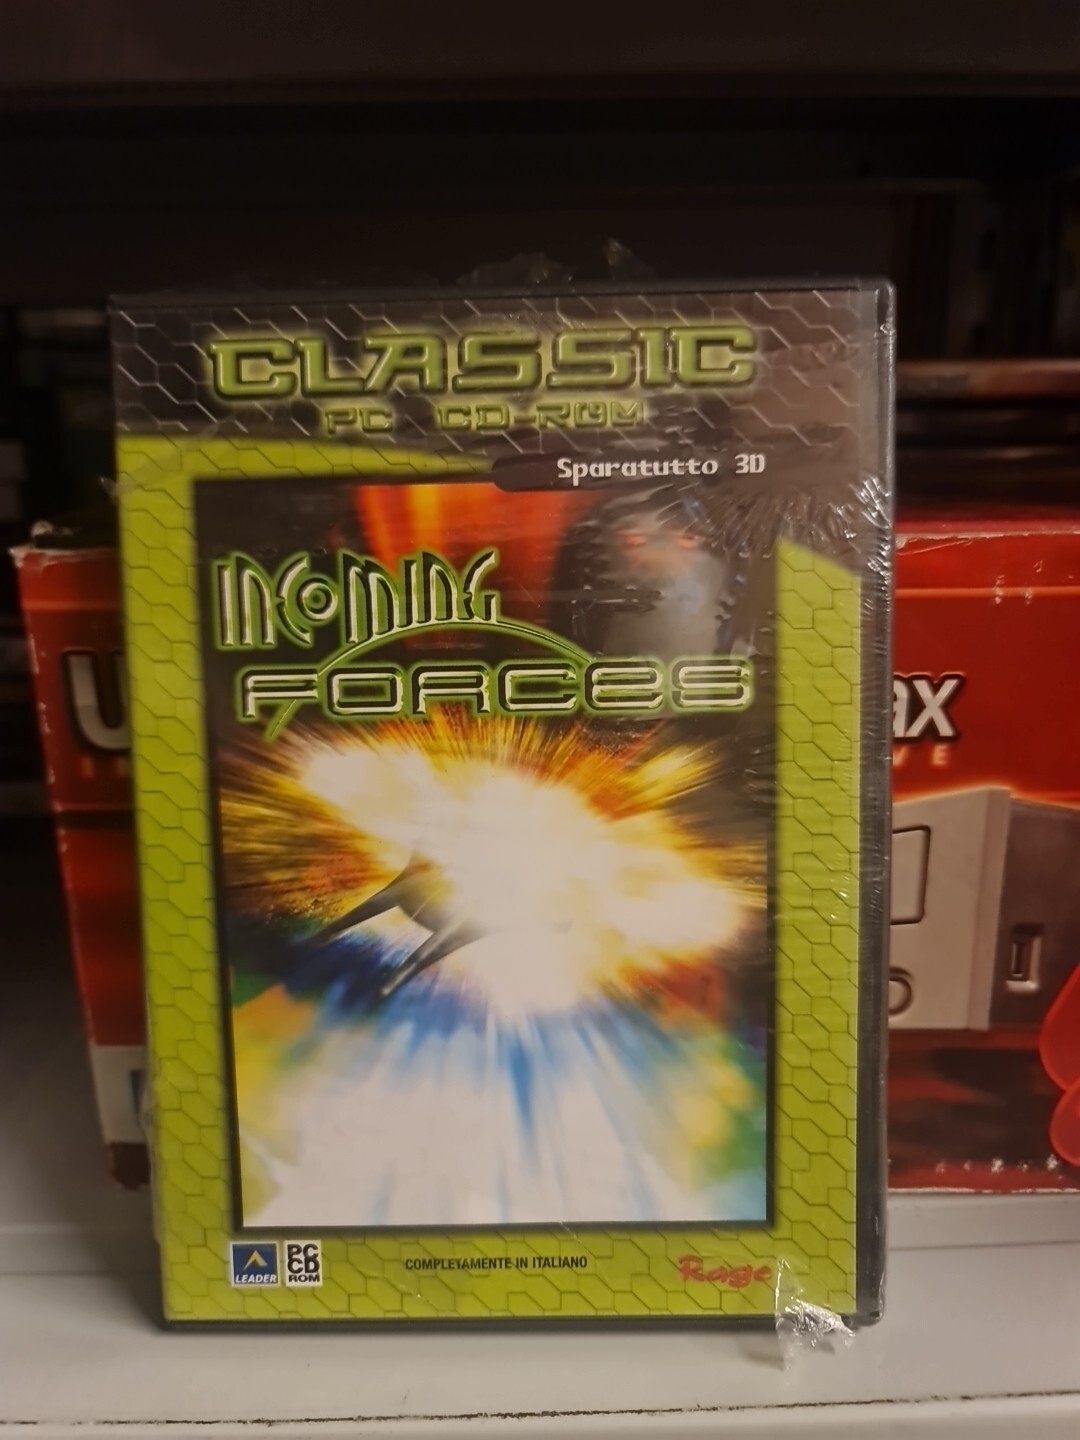 CLASSIC
PC CD-ROM
Sparatutto 3D
INCOMING
FORCES
LEADER
PC
CD
ROM
COMPLETAMENTE IN ITALIANO
Rage